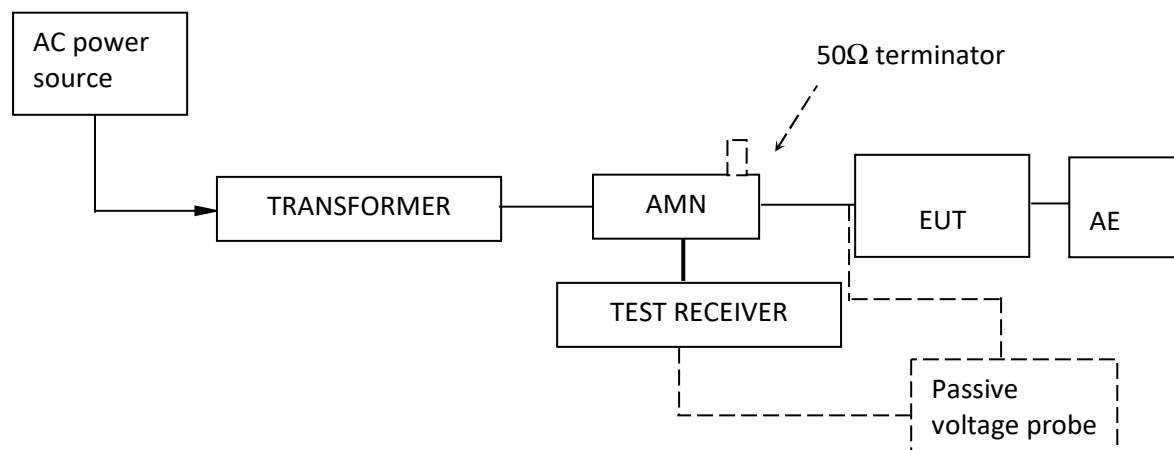 AC power
source
50Ω terminator
TRANSFORMER
AMN
EUT
AE
TEST RECEIVER
Passive
voltage probe